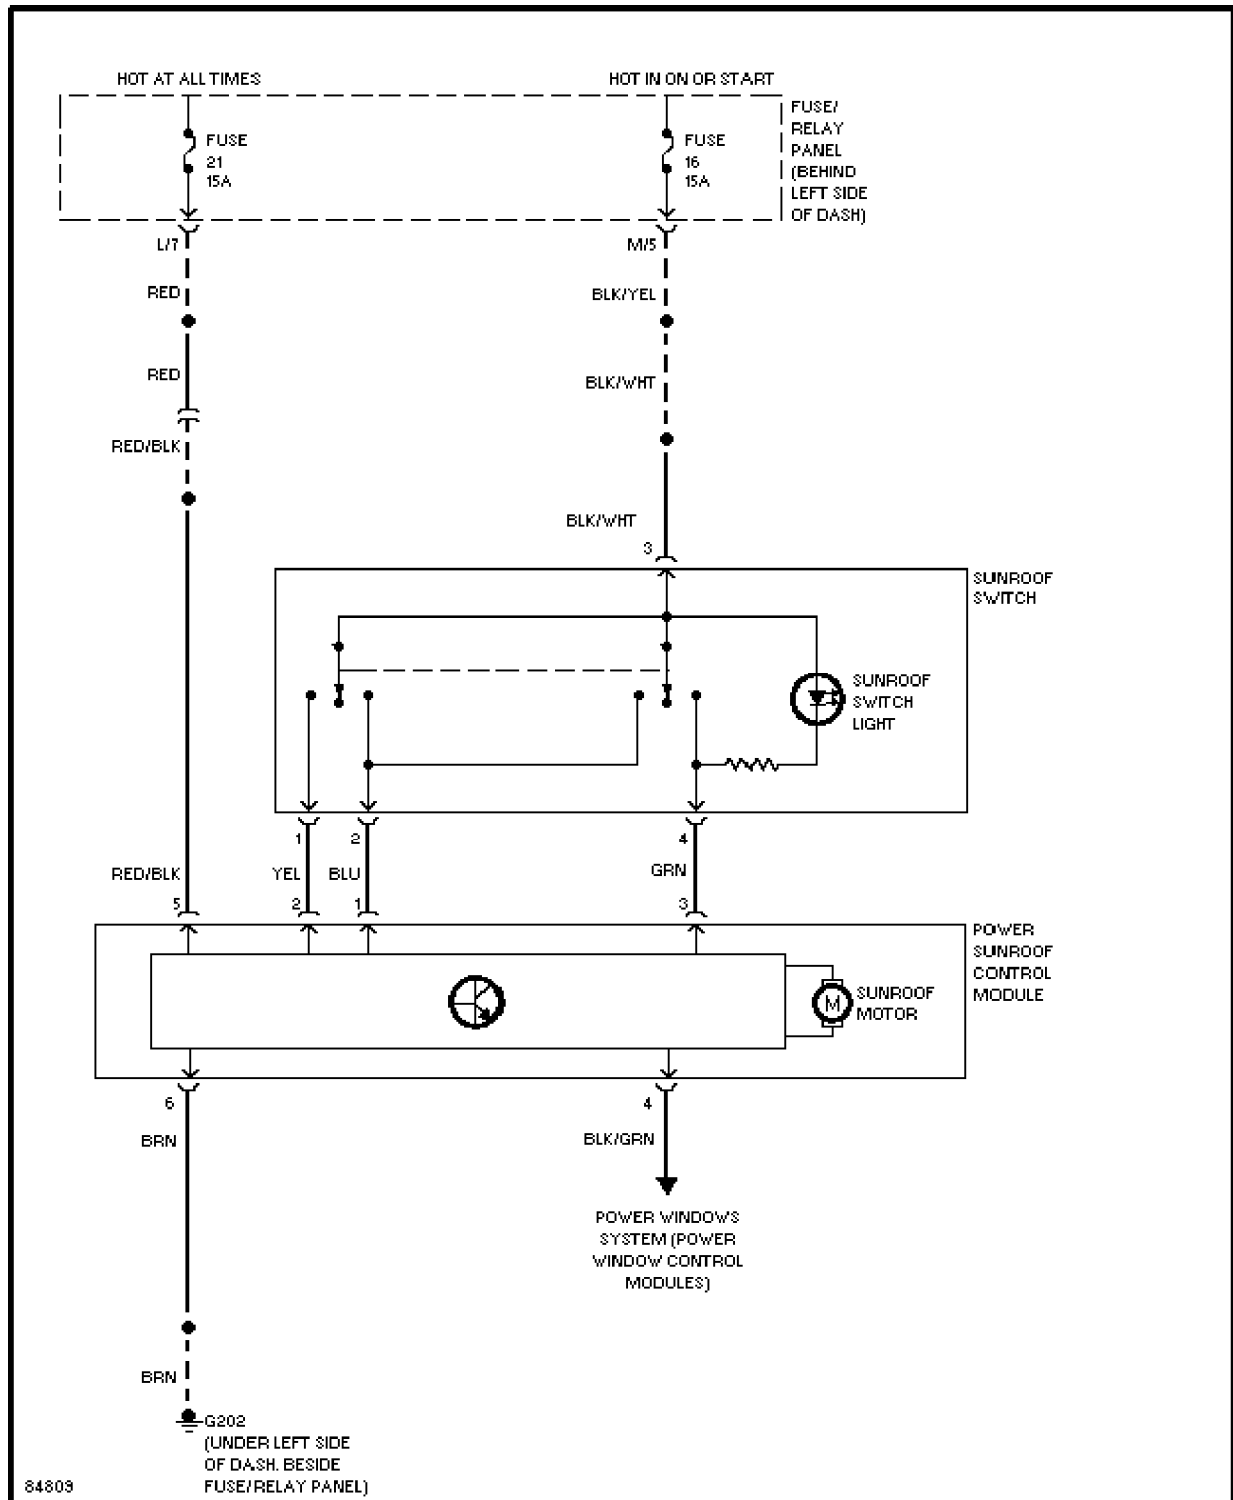 HOT AT ALL TIMES
HOT IN ON OR START
FUSE
21
15A
FUSE
16
15A
FUSE/
RELAY
PANEL
(BEHIND
LEFT SIDE
OF DASH)
L/7
M/5
RED
BLK/YEL
RED
BLK/WHT
RED/BLK
BLK/WHT
3
SUNROOF
SWITCH
SUNROOF
SWITCH
LIGHT
1
2
4
RED/BLK
YEL
BLU
GRN
5
2
1
3
POWER
SUNROOF
CONTROL
MODULE
M
SUNROOF
MOTOR
6
4
BRN
BLK/GRN
POWER WINDOWS
SYSTEM (POWER
WINDOW CONTROL
MODULES)
BRN
G202
(UNDER LEFT SIDE
OF DASH. BESIDE
FUSE/RELAY PANEL)
84809